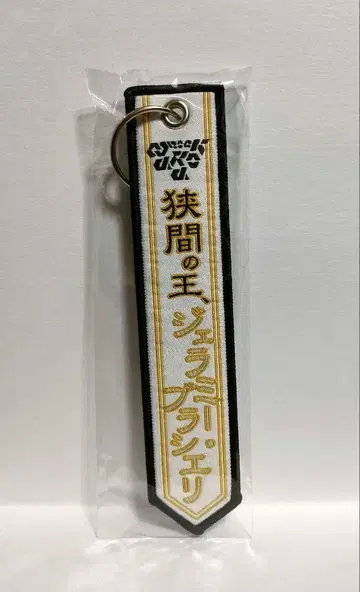 狭間の王、
ジェラミー・
ブラシエリ